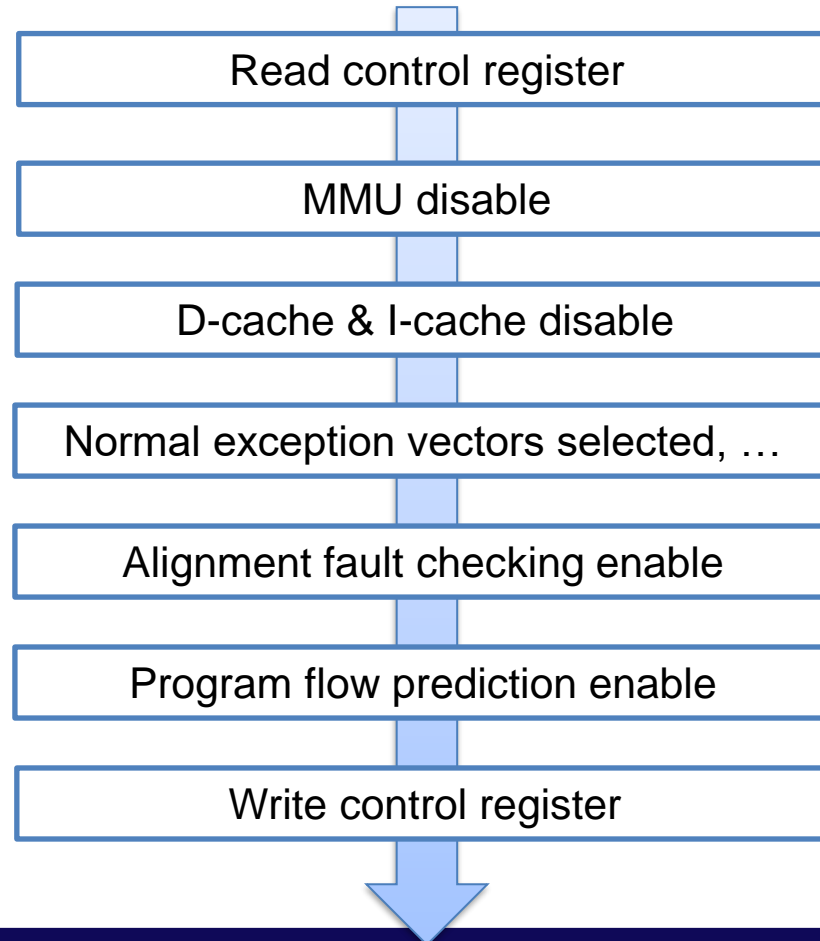 Read control register
MMU disable
D-cache & I-cache disable
Normal exception vectors selected, …
Alignment fault checking enable
Program flow prediction enable
Write control register